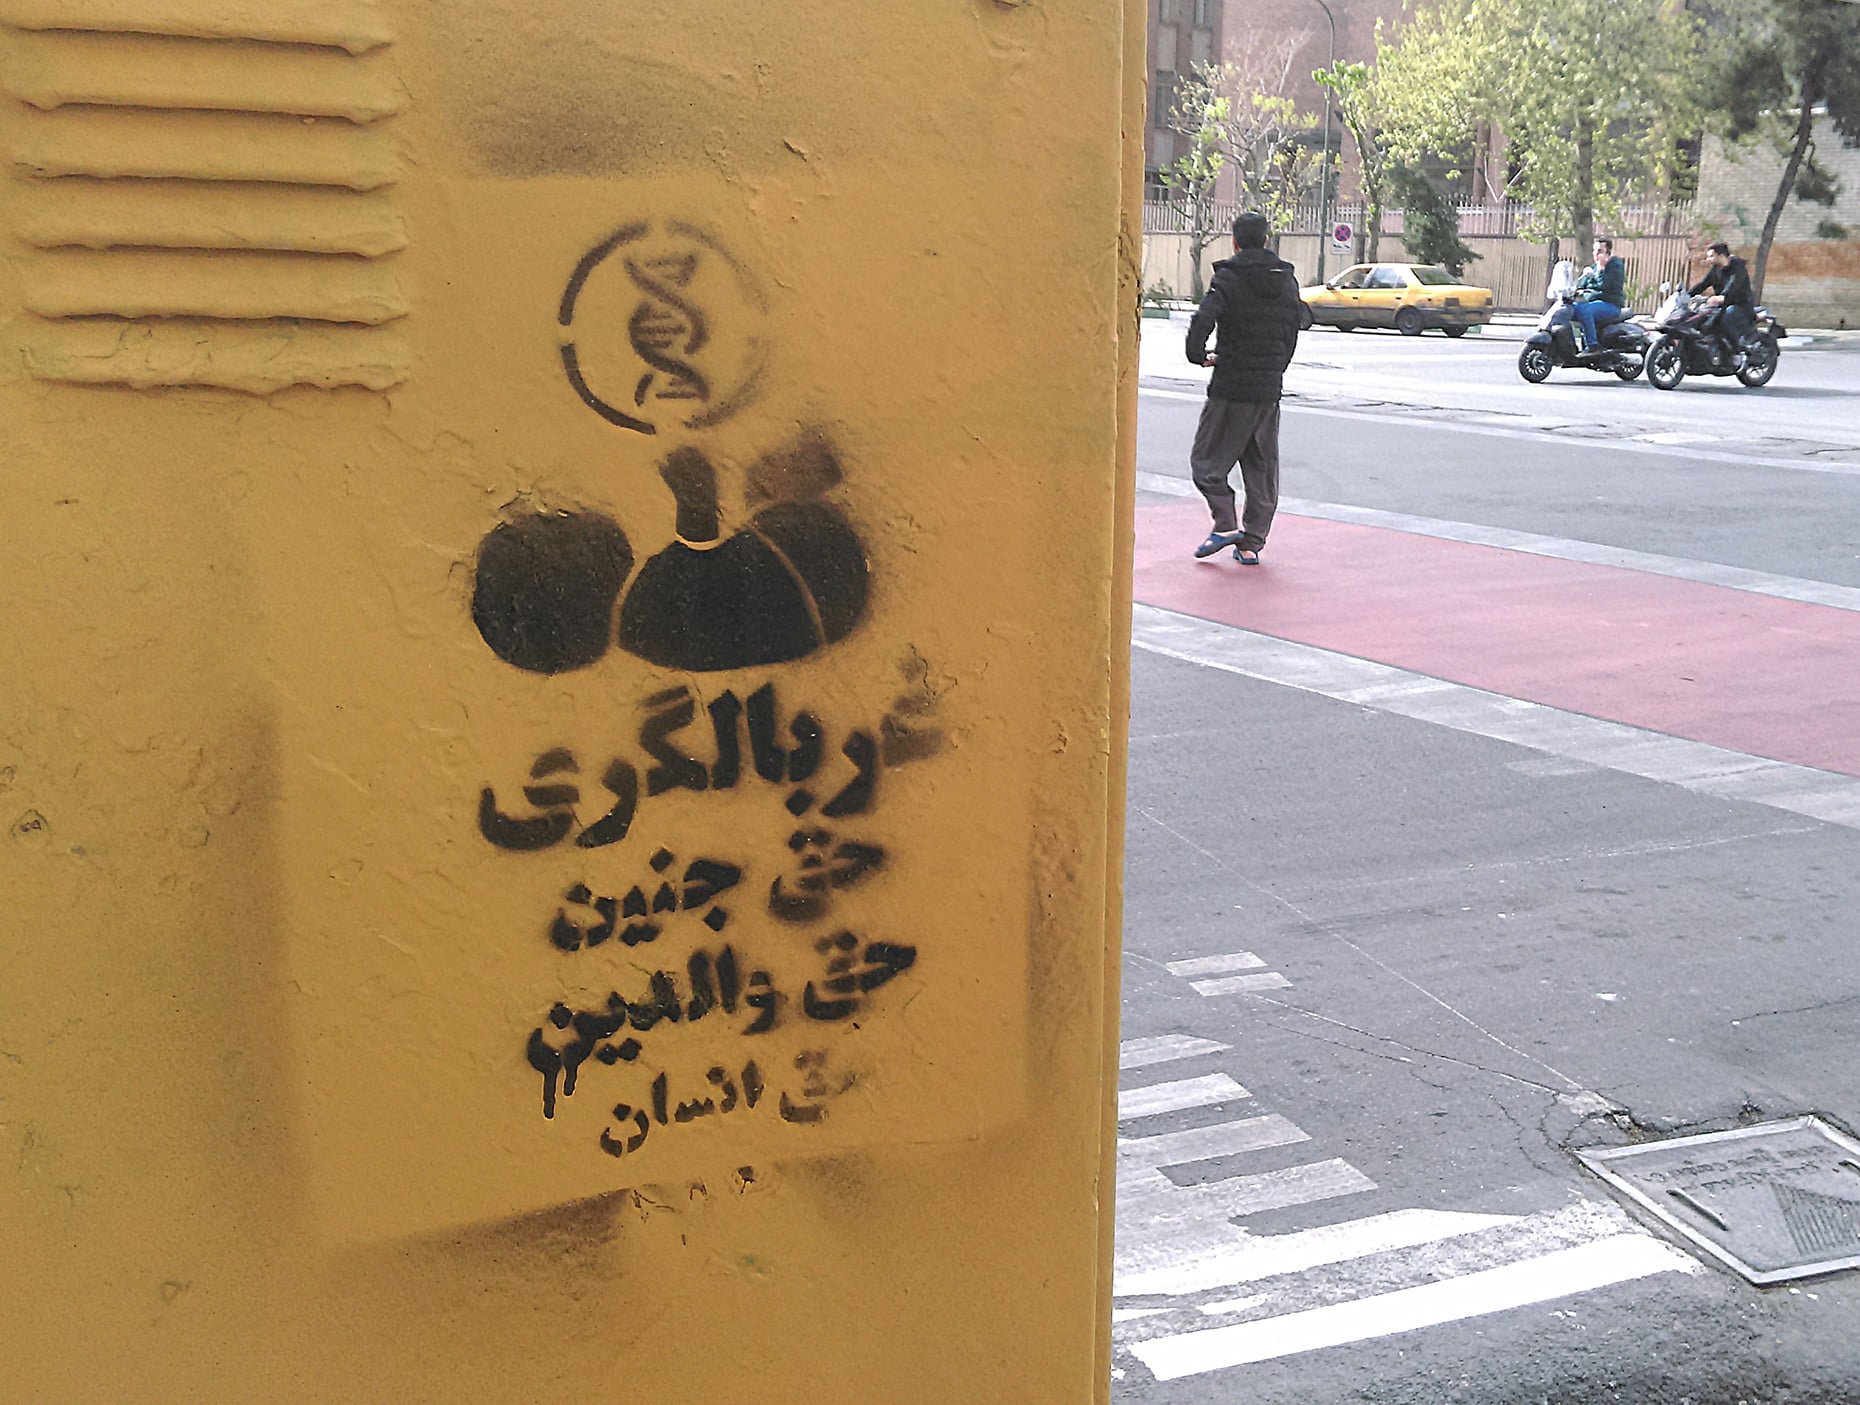 غربالگری
حق جنین
حق والدین
حق انسان